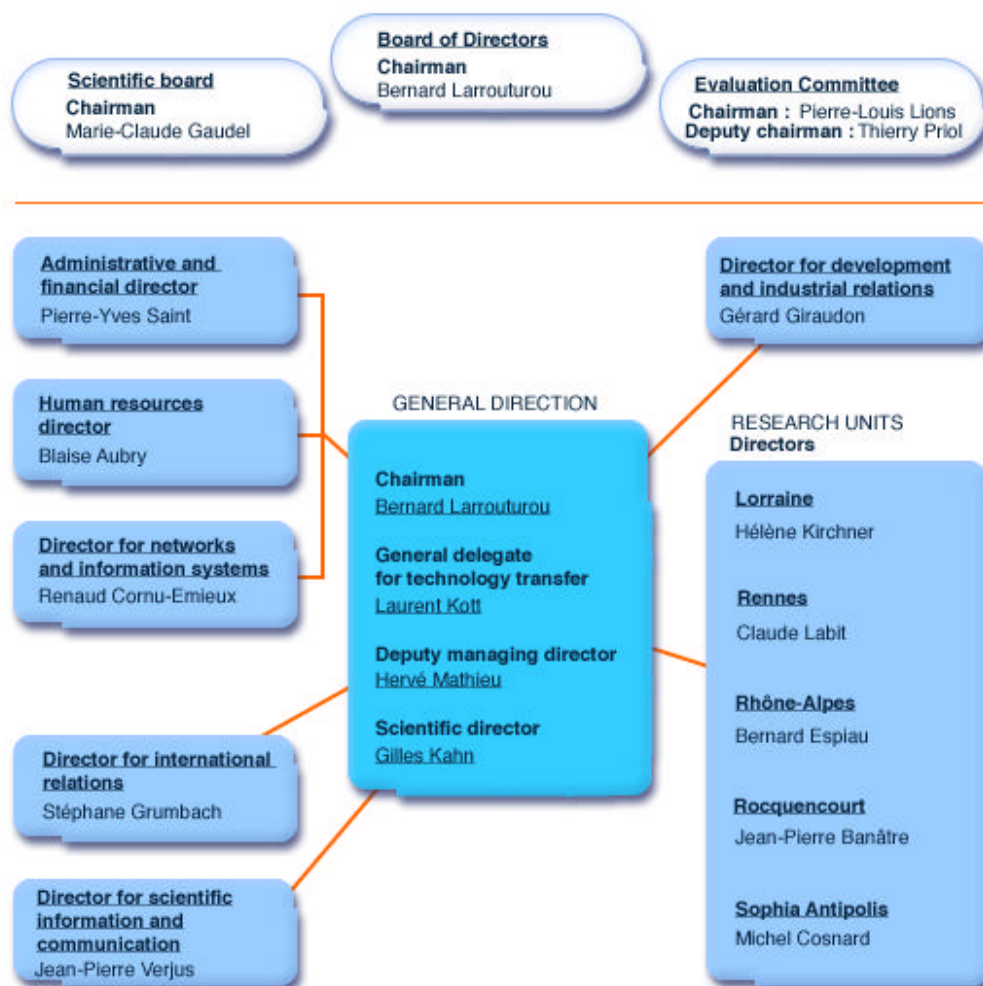 Scientific board
Chairman
Marie-Claude Gaudel
Board of Directors
Chairman
Bernard Larrouturou
Evaluation Committee
Chairman : Pierre-Louis Lions
Deputy chairman : Thierry Priol
Administrative and
financial director
Pierre-Yves Saint
Human resources
director
Blaise Aubry
Director for networks
and information systems
Renaud Cornu-Emieux
Director for international
relations
Stéphane Grumbach
Director for scientific
information and
communication
Jean-Pierre Verjus
GENERAL DIRECTION
Chairman
Bernard Larrouturou
General delegate
for technology transfer
Laurent Kott
Deputy managing director
Hervé Mathieu
Scientific director
Gilles Kahn
Director for development
and industrial relations
Gérard Giraudon
RESEARCH UNITS
Directors
Lorraine
Hélène Kirchner
Rennes
Claude Labit
Rhône-Alpes
Bernard Espiau
Rocquencourt
Jean-Pierre Banâtre
Sophia Antipolis
Michel Cosnard